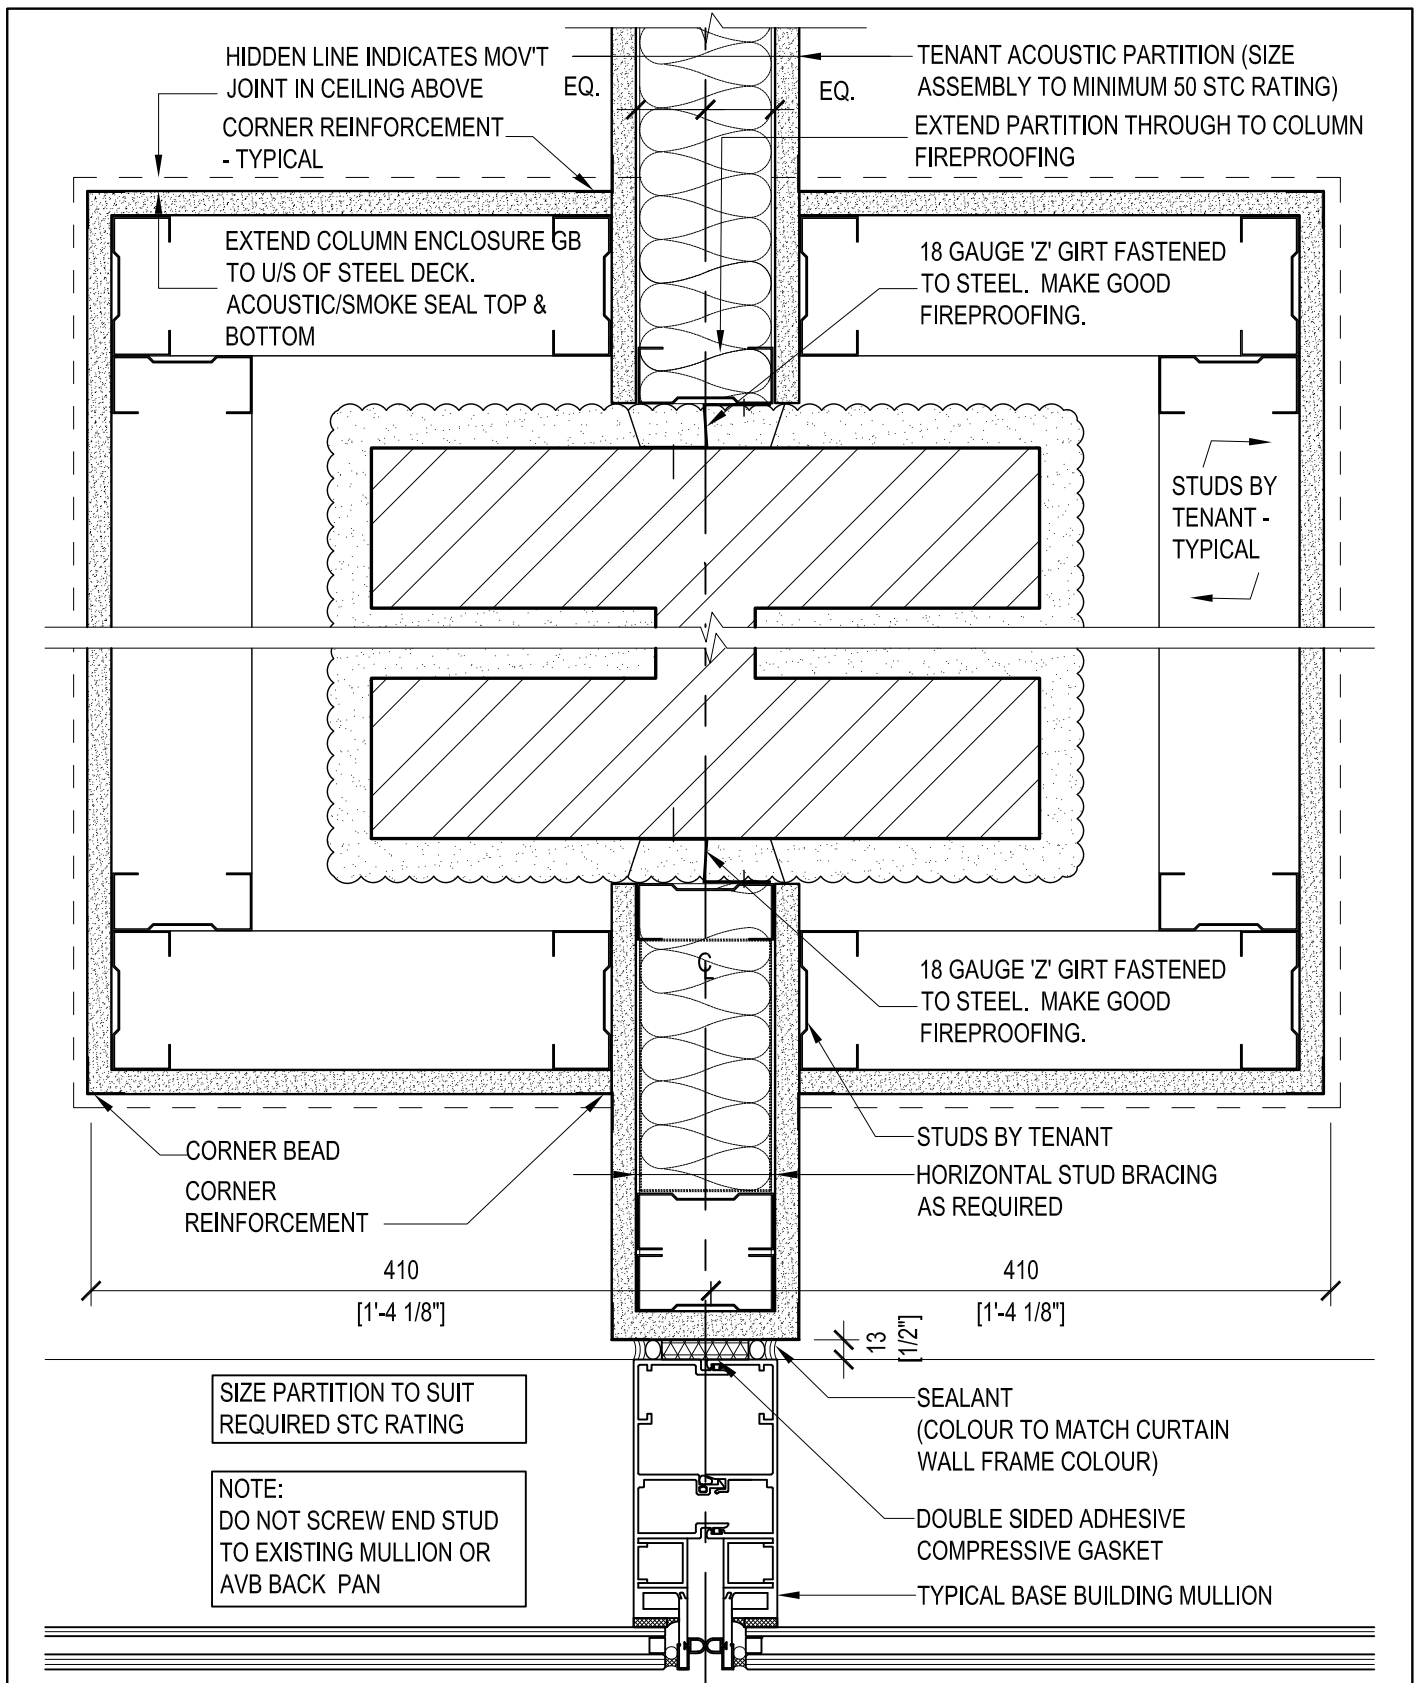 HIDDEN LINE INDICATES MOV'T
JOINT IN CEILING ABOVE
CORNER REINFORCEMENT
- TYPICAL
EQ.
EQ.
TENANT ACOUSTIC PARTITION (SIZE
ASSEMBLY TO MINIMUM 50 STC RATING)
EXTEND PARTITION THROUGH TO COLUMN
FIREPROOFING
EXTEND COLUMN ENCLOSURE GB
TO U/S OF STEEL DECK.
ACOUSTIC/SMOKE SEAL TOP &
BOTTOM
18 GAUGE 'Z' GIRT FASTENED
TO STEEL. MAKE GOOD
FIREPROOFING.
STUDS BY
TENANT -
TYPICAL
℄
18 GAUGE 'Z' GIRT FASTENED
TO STEEL. MAKE GOOD
FIREPROOFING.
CORNER BEAD
CORNER
REINFORCEMENT
STUDS BY TENANT
HORIZONTAL STUD BRACING
AS REQUIRED
410
[1'-4 1/8"]
410
[1'-4 1/8"]
13
[1/2"]
SIZE PARTITION TO SUIT
REQUIRED STC RATING
NOTE:
DO NOT SCREW END STUD
TO EXISTING MULLION OR
AVB BACK PAN
SEALANT
(COLOUR TO MATCH CURTAIN
WALL FRAME COLOUR)
DOUBLE SIDED ADHESIVE
COMPRESSIVE GASKET
TYPICAL BASE BUILDING MULLION